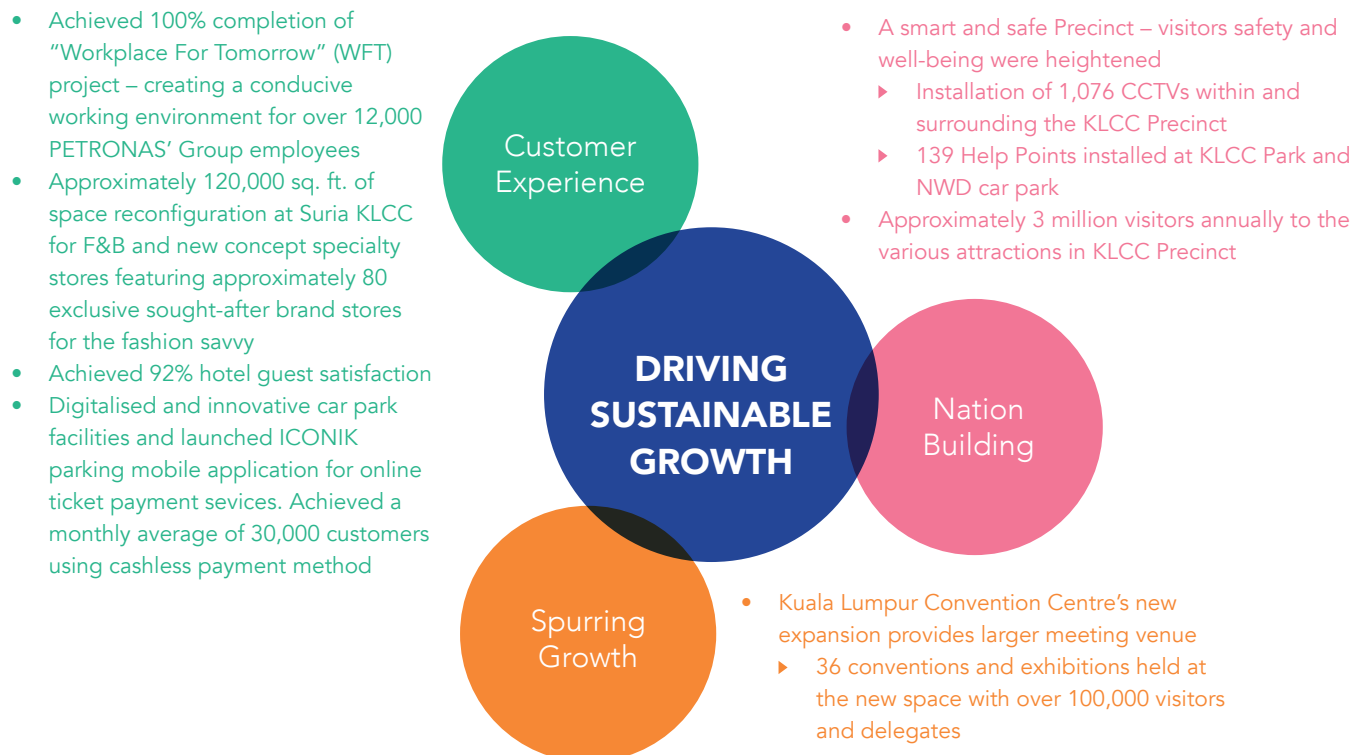 • Achieved 100% completion of
“Workplace For Tomorrow” (WFT)
project – creating a conducive
working environment for over 12,000
PETRONAS’ Group employees
• Approximately 120,000 sq. ft. of
space reconfiguration at Suria KLCC
for F&B and new concept specialty
stores featuring approximately 80
exclusive sought-after brand stores
for the fashion savvy
• Achieved 92% hotel guest satisfaction
• Digitalised and innovative car park
facilities and launched ICONIK
parking mobile application for online
ticket payment sevices. Achieved a
monthly average of 30,000 customers
using cashless payment method
Customer
Experience
• A smart and safe Precinct – visitors safety and
well-being were heightened
▸ Installation of 1,076 CCTVs within and
surrounding the KLCC Precinct
▸ 139 Help Points installed at KLCC Park and
NWD car park
• Approximately 3 million visitors annually to the
various attractions in KLCC Precinct
DRIVING
SUSTAINABLE
GROWTH
Nation
Building
Spurring
Growth
• Kuala Lumpur Convention Centre’s new
expansion provides larger meeting venue
▸ 36 conventions and exhibitions held at
the new space with over 100,000 visitors
and delegates